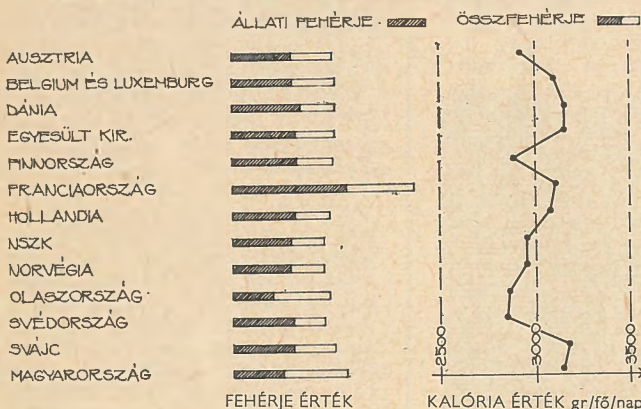 ÁLLATI FEHÉRJE · ÖSSZFEHÉRJE
AUSZTRIA
BELGIUM ÉS LUXEMBURG
DÁNIA
EGYESÜLT KIR.
FINNORSZÁG
FRANCIAORSZÁG
HOLLANDIA
NSZK
NORVÉGIA
OLASZORSZÁG
SVÉDORSZÁG
SVÁJC
MAGYARORSZÁG
2500 3000 3500
FEHÉRJE ÉRTÉK KALÓRIA ÉRTÉK gr/fő/nap